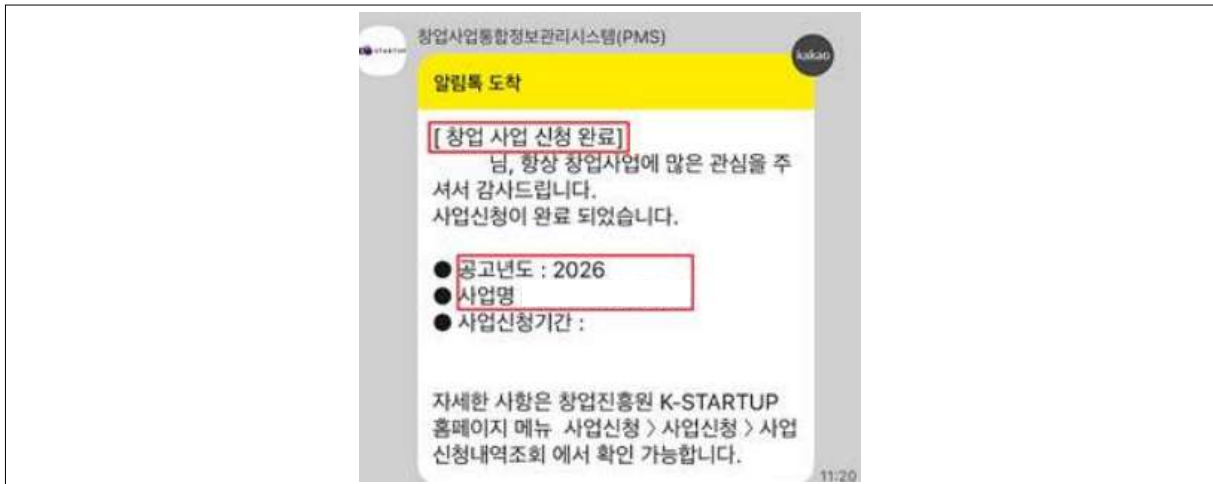 창업사업통합정보관리시스템(PMS)
kakao
알림톡 도착
[ 창업 사업 신청 완료]
님, 항상 창업사업에 많은 관심을 주
셔서 감사드립니다.
사업신청이 완료 되었습니다.
● 공고년도 : 2026
● 사업명
● 사업신청기간 :
자세한 사항은 창업진흥원 K-STARTUP
홈페이지 메뉴 사업신청 > 사업신청 > 사업
신청내역조회 에서 확인 가능합니다.
11:20